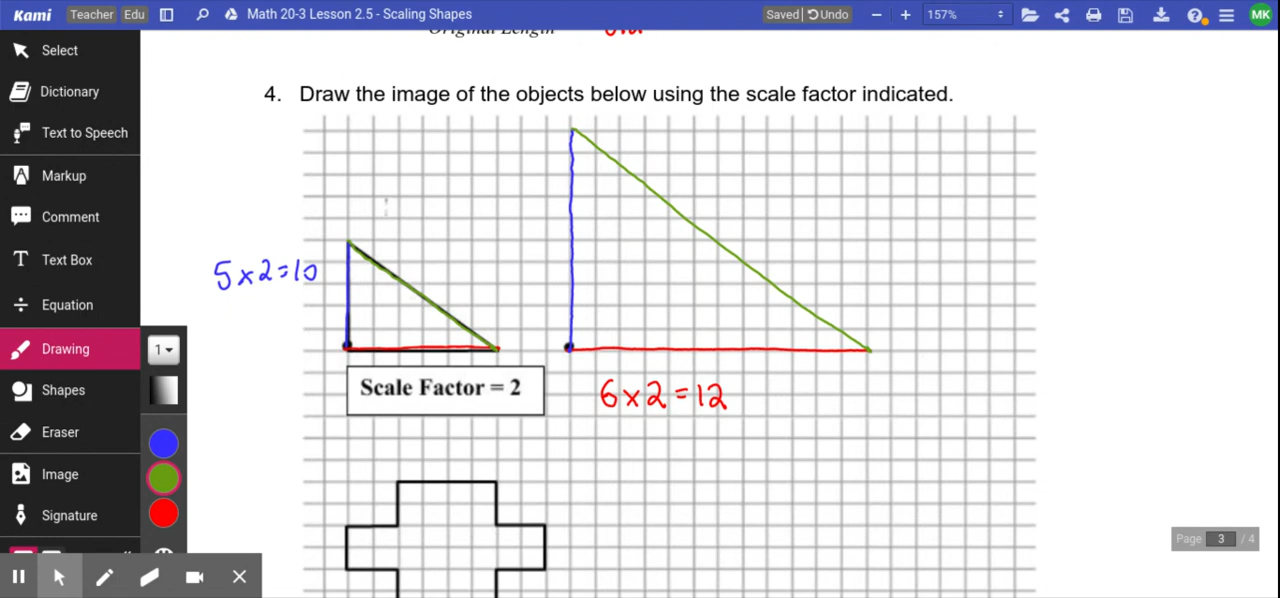 Kami Teacher Edu Math 20-3 Lesson 2.5 - Scaling Shapes Saved Undo 157% MK
Original Length
Select
Dictionary
Text to Speech
Markup
Comment
Text Box
Equation
Drawing 1
Shapes
Eraser
Image
Signature
4. Draw the image of the objects below using the scale factor indicated.
5x2=10
Scale Factor = 2
6x2=12
Page 3 / 4